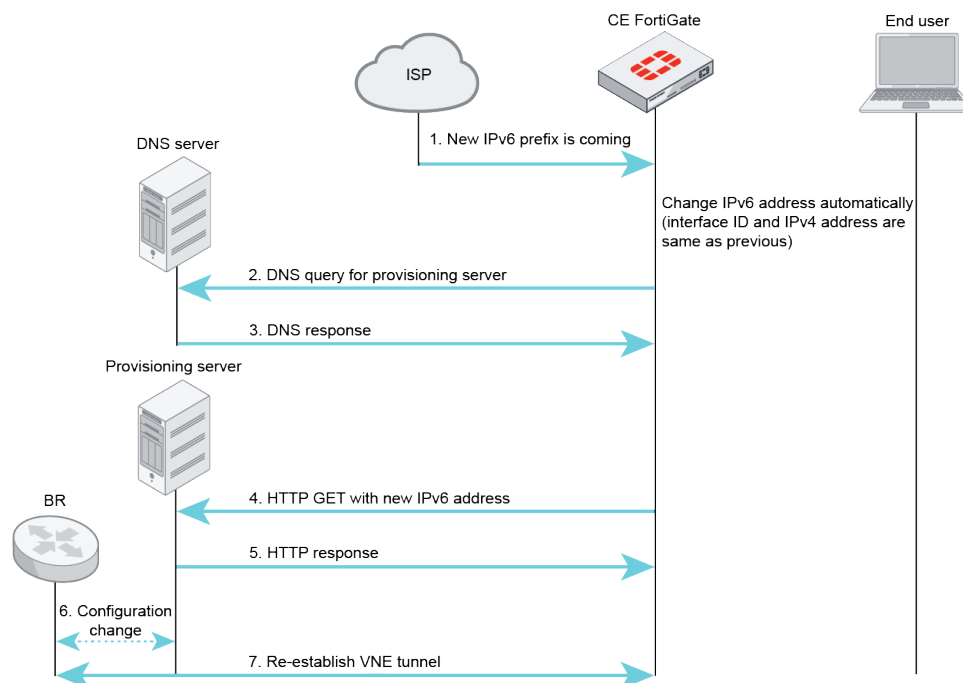 CE FortiGate
End user
ISP
1. New IPv6 prefix is coming
DNS server
Change IPv6 address automatically
(interface ID and IPv4 address are
same as previous)
2. DNS query for provisioning server
3. DNS response
Provisioning server
4. HTTP GET with new IPv6 address
BR
5. HTTP response
6. Configuration
change
7. Re-establish VNE tunnel